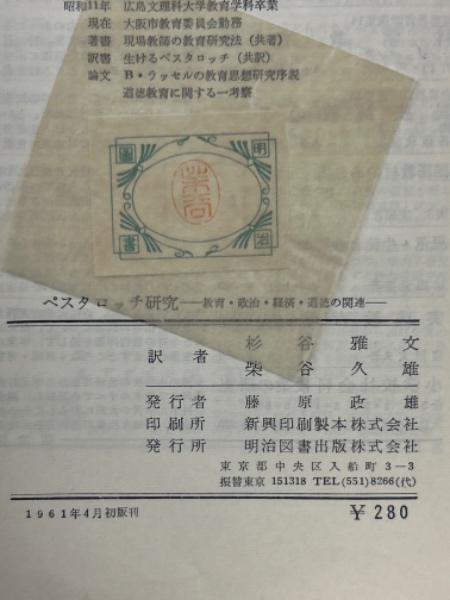 昭和11年 広島文理科大学教育学科卒業
現在 大阪市教育委員会勤務
著書 現場教師の教育研究法（共著）
訳書 生けるペスタロッチ（共訳）
論文 B・ラッセルの教育思想研究序説
道徳教育に関する一考察
明治
図書
ペスタロッチ研究——教育・政治・経済・道徳の関連——
訳者 杉谷雅文
柴谷久雄
発行者 藤原政雄
印刷所 新興印刷製本株式会社
発行所 明治図書出版株式会社
東京都中央区入船町3―3
振替東京 151318 TEL(551)8266(代)
1961年4月初版刊 ￥280